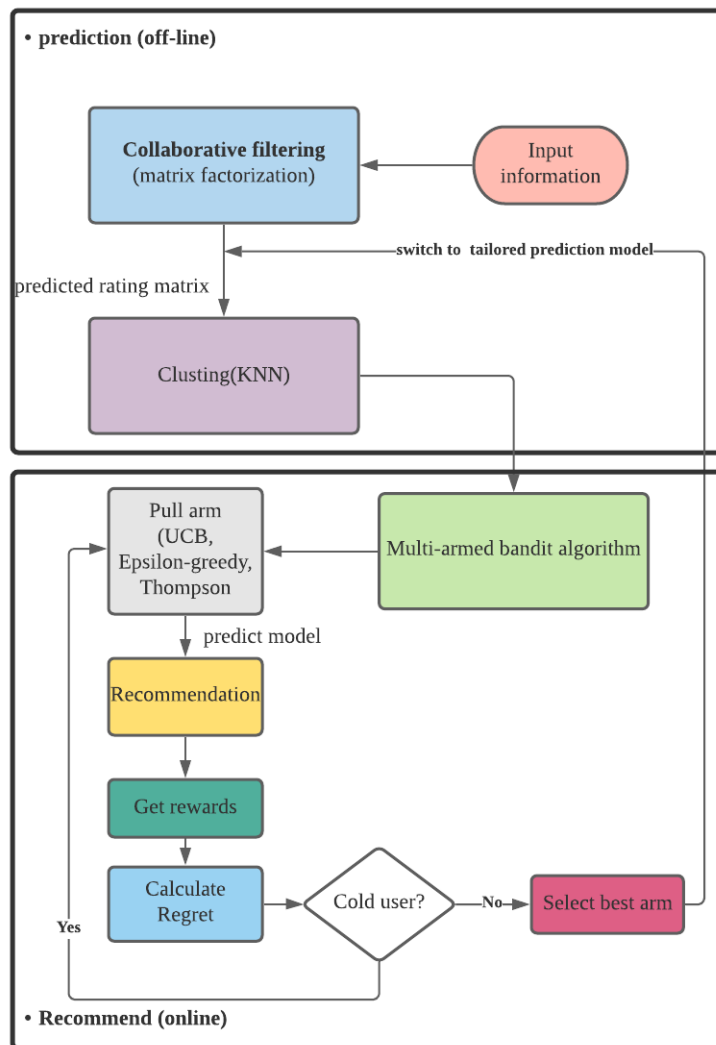 • prediction (off-line)
Collaborative filtering
(matrix factorization)
Input
information
switch to tailored prediction model
predicted rating matrix
Clusting(KNN)
Pull arm
(UCB,
Epsilon-greedy,
Thompson
Multi-armed bandit algorithm
predict model
Recommendation
Get rewards
Calculate
Regret
Cold user?
No
Select best arm
Yes
• Recommend (online)